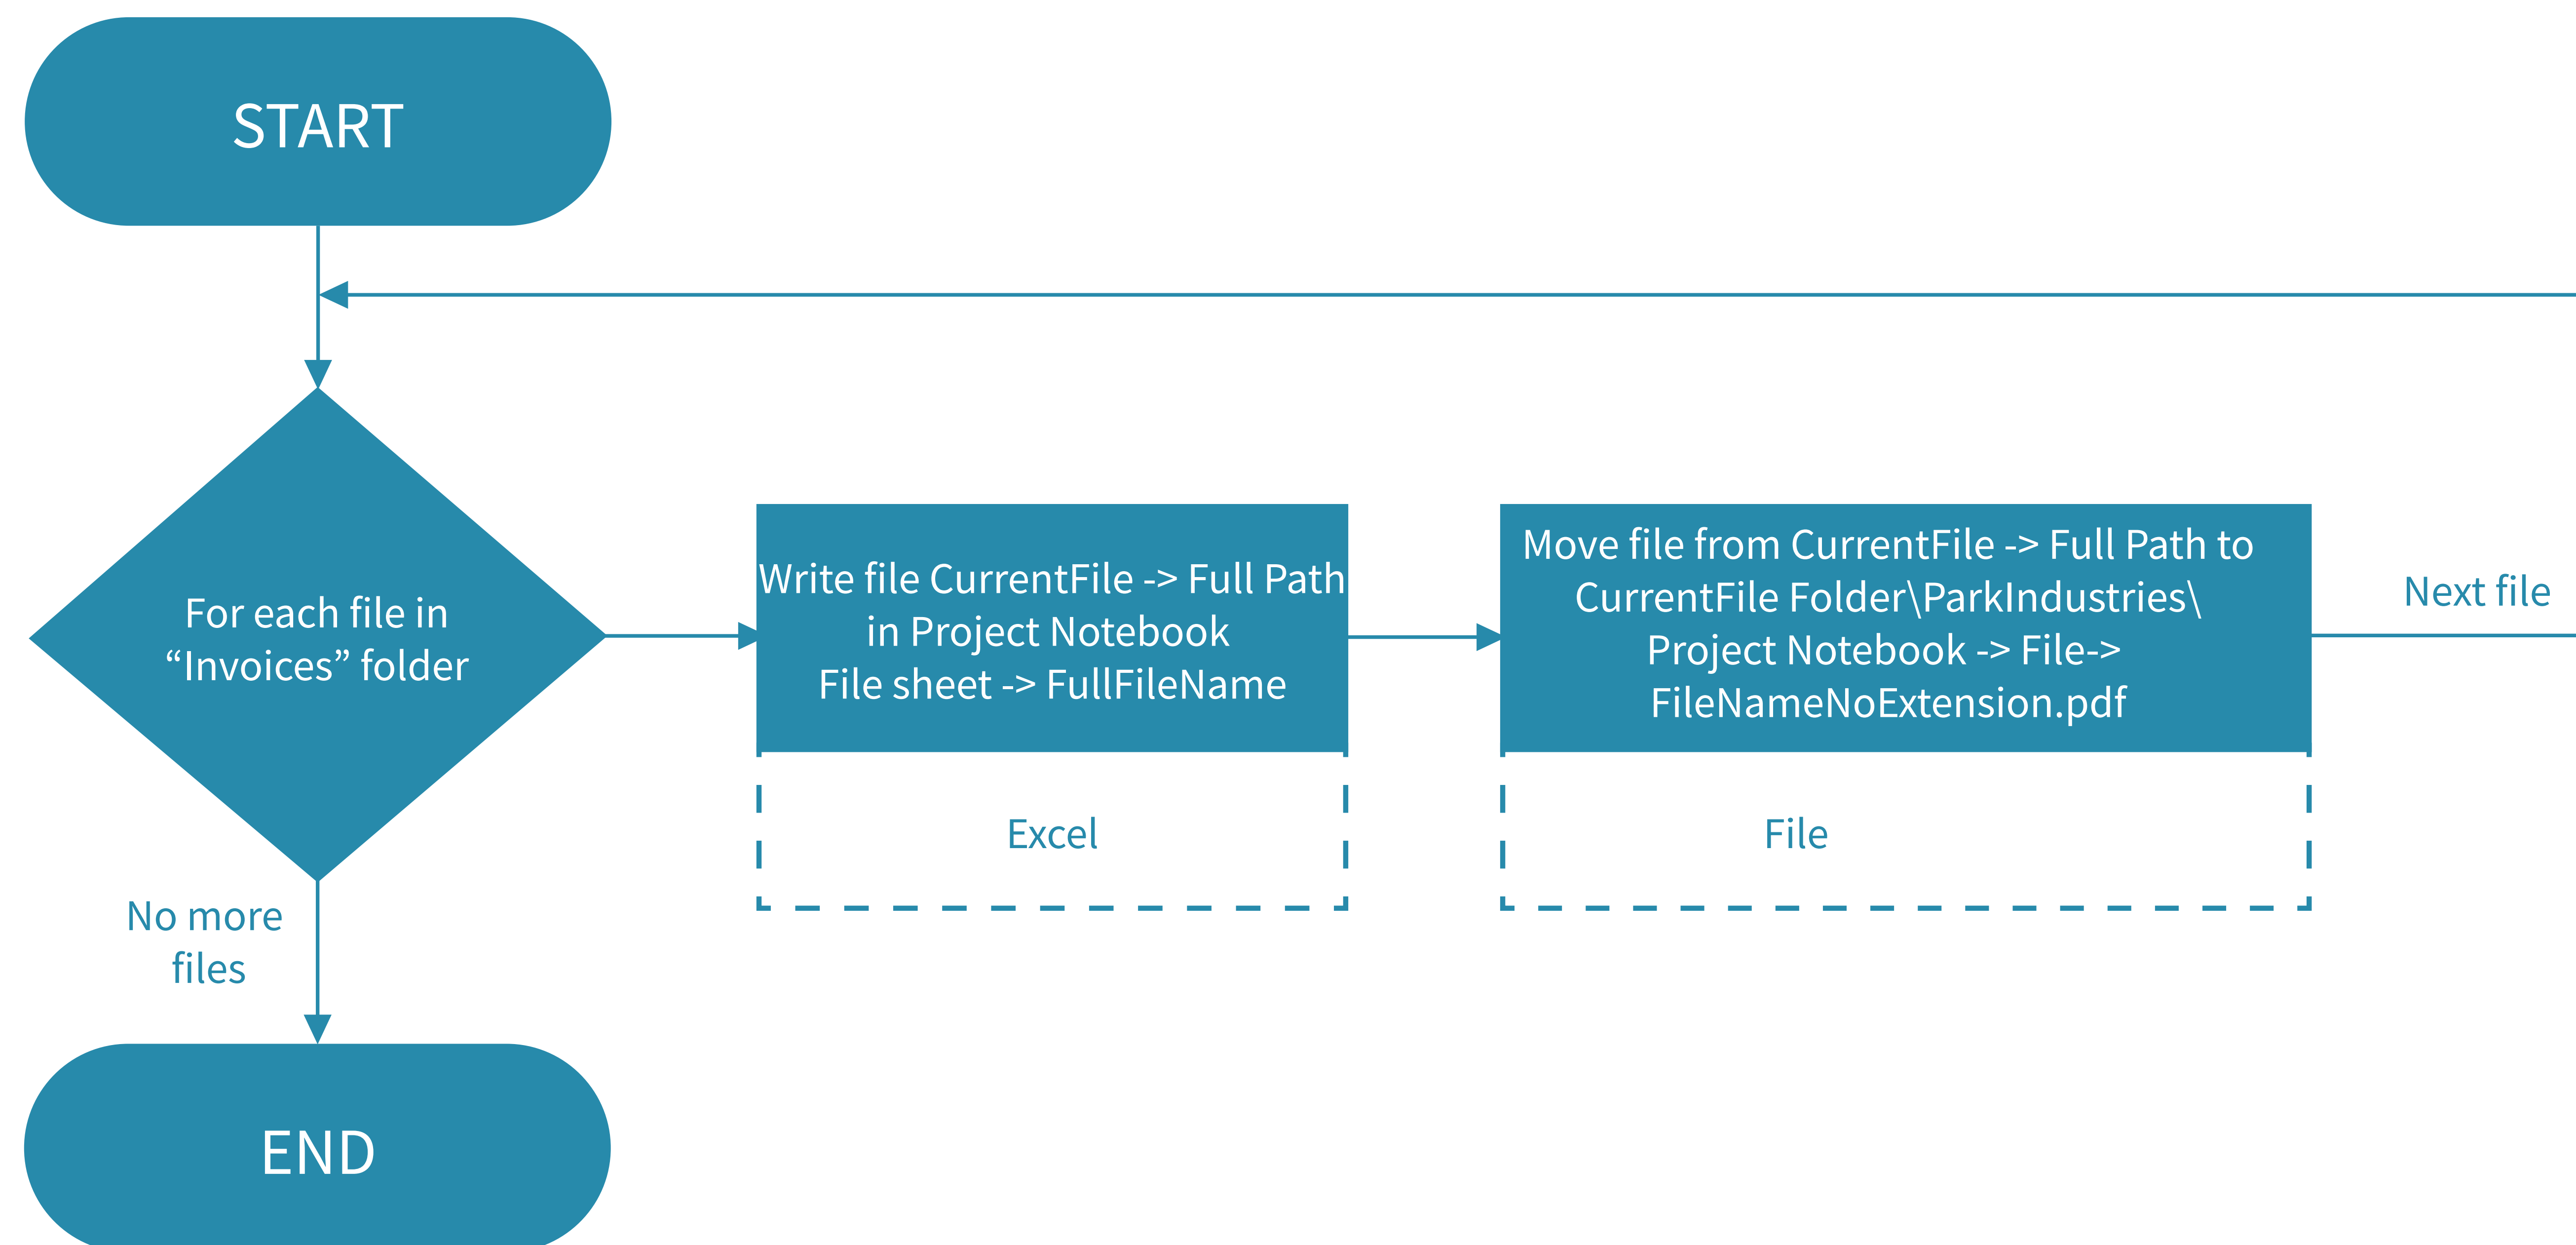 START
For each file in
“Invoices” folder
Write file CurrentFile -> Full Path
in Project Notebook
File sheet -> FullFileName
Excel
Move file from CurrentFile -> Full Path to
CurrentFile Folder\ParkIndustries\
Project Notebook -> File->
FileNameNoExtension.pdf
File
Next file
No more
files
END